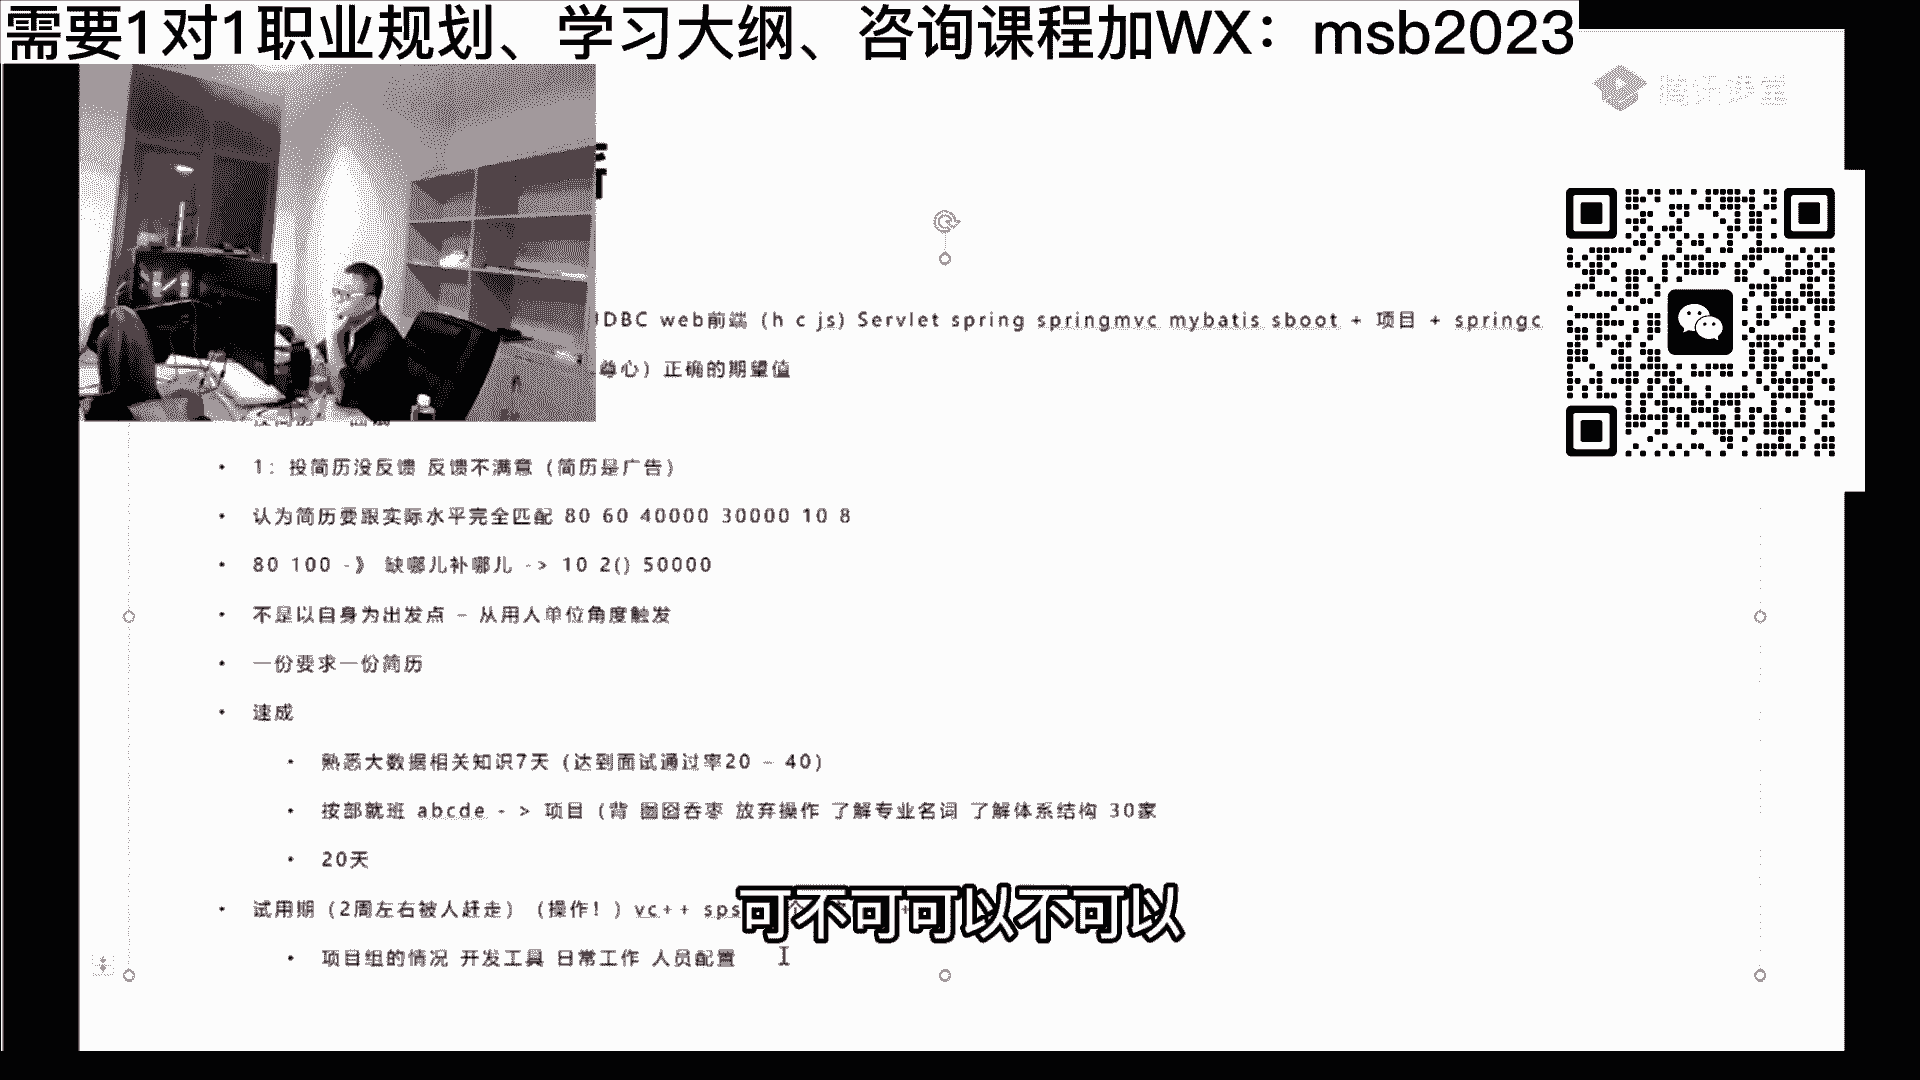 需要1对1职业规划、学习大纲、咨询课程加WX：msb2023
腾讯课堂
DBC web前端（h c js）Servlet spring springmvc mybatis sboot + 项目 + springc
尊心）正确的期望值
• 1：投简历没反馈 反馈不满意（简历是广告）
• 认为简历要跟实际水平完全匹配 80 60 40000 30000 10 8
• 80 100 -》 缺哪儿补哪儿 -> 10 2() 50000
• 不是以自身为出发点 – 从用人单位角度触发
• 一份要求一份简历
• 速成
• 熟悉大数据相关知识7天（达到面试通过率20 – 40）
• 按部就班 abcde - > 项目（背 囫囵吞枣 放弃操作 了解专业名词 了解体系结构 30家
• 20天
• 试用期（2周左右被人赶走）（操作！）vc++ sps
可不可可以不可以
• 项目组的情况 开发工具 日常工作 人员配置